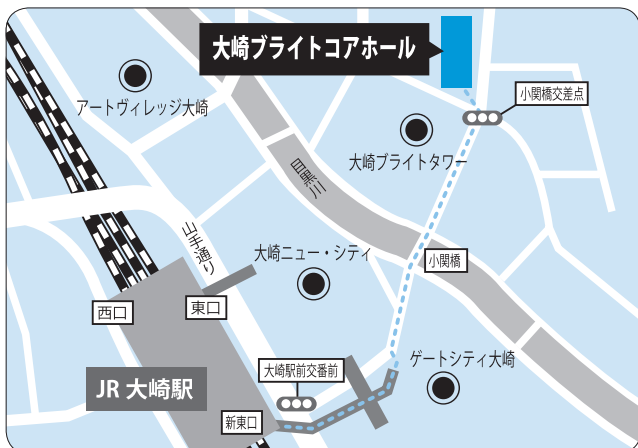 大崎ブライトコアホール
小関橋交差点
アートヴィレッジ大崎
大崎ブライトタワー
目黒川
山手通り
大崎ニュー・シティ
小関橋
西口
東口
ゲートシティ大崎
大崎駅前交番前
JR 大崎駅
新東口